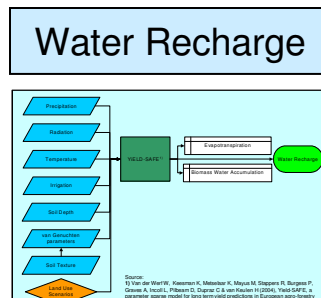 Water Recharge
Precipitation
Radiation
Temperature
Irrigation
Soil Depth
van Genuchten
parameters
Soil Texture
Land Use
Scenarios
YIELD-SAFE 1)
Evapotranspiration
Biomass Water Accumulation
Water Recharge
Source:
1) Van der Werf W, Keesman K, Metselaar K, Mayus M, Stappers R, Burgess P,
Graves A, Incoll L, Pilbeam D, Dupraz C & van Keulen H (2004), Yield-SAFE, a
parameter sparse model for long term yield predictions in European agro-forestry